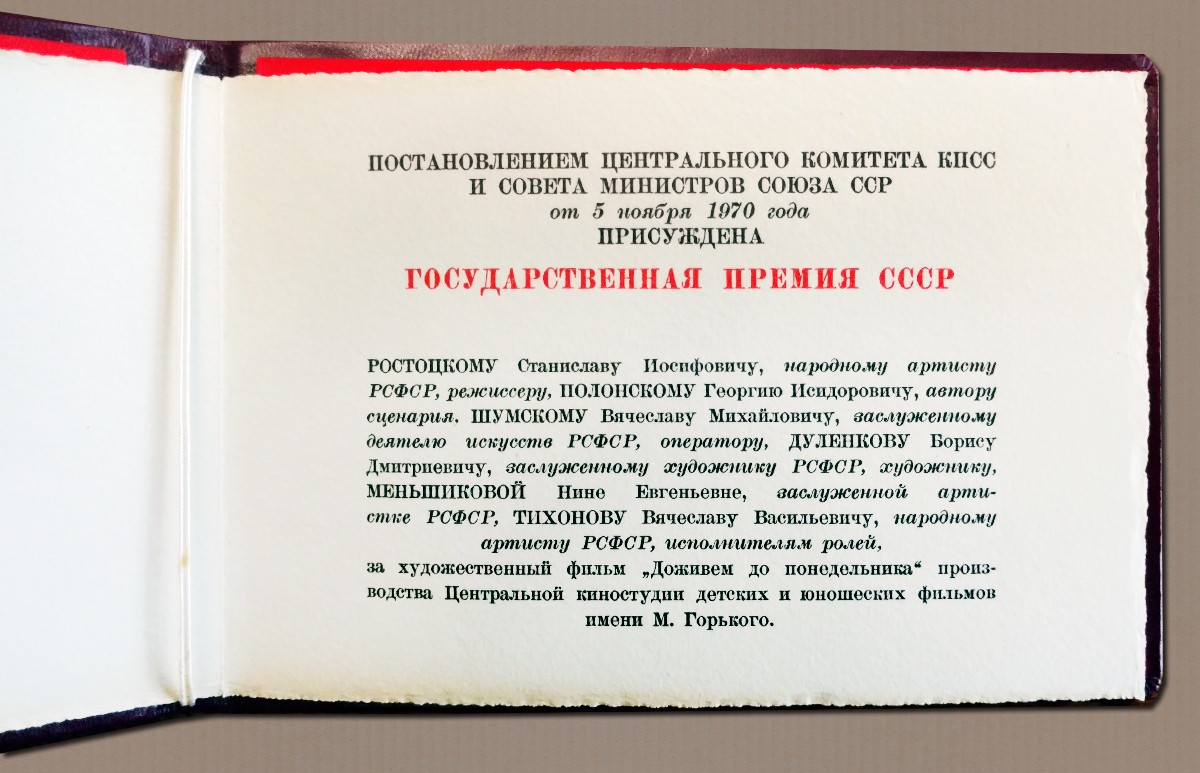 ПОСТАНОВЛЕНИЕМ ЦЕНТРАЛЬНОГО КОМИТЕТА КПСС
И СОВЕТА МИНИСТРОВ СОЮЗА ССР
от 5 ноября 1970 года
ПРИСУЖДЕНА
ГОСУДАРСТВЕННАЯ ПРЕМИЯ СССР
РОСТОЦКОМУ Станиславу Иосифовичу, народному артисту
РСФСР, режиссеру, ПОЛОНСКОМУ Георгию Исидоровичу, автору
сценария, ШУМСКОМУ Вячеславу Михайловичу, заслуженному
деятелю искусств РСФСР, оператору, ДУЛЕНКОВУ Борису
Дмитриевичу, заслуженному художнику РСФСР, художнику,
МЕНЬШИКОВОЙ Нине Евгеньевне, заслуженной арти-
стке РСФСР, ТИХОНОВУ Вячеславу Васильевичу, народному
артисту РСФСР, исполнителям ролей,
за художественный фильм „Доживем до понедельника“ произ-
водства Центральной киностудии детских и юношеских фильмов
имени М. Горького.